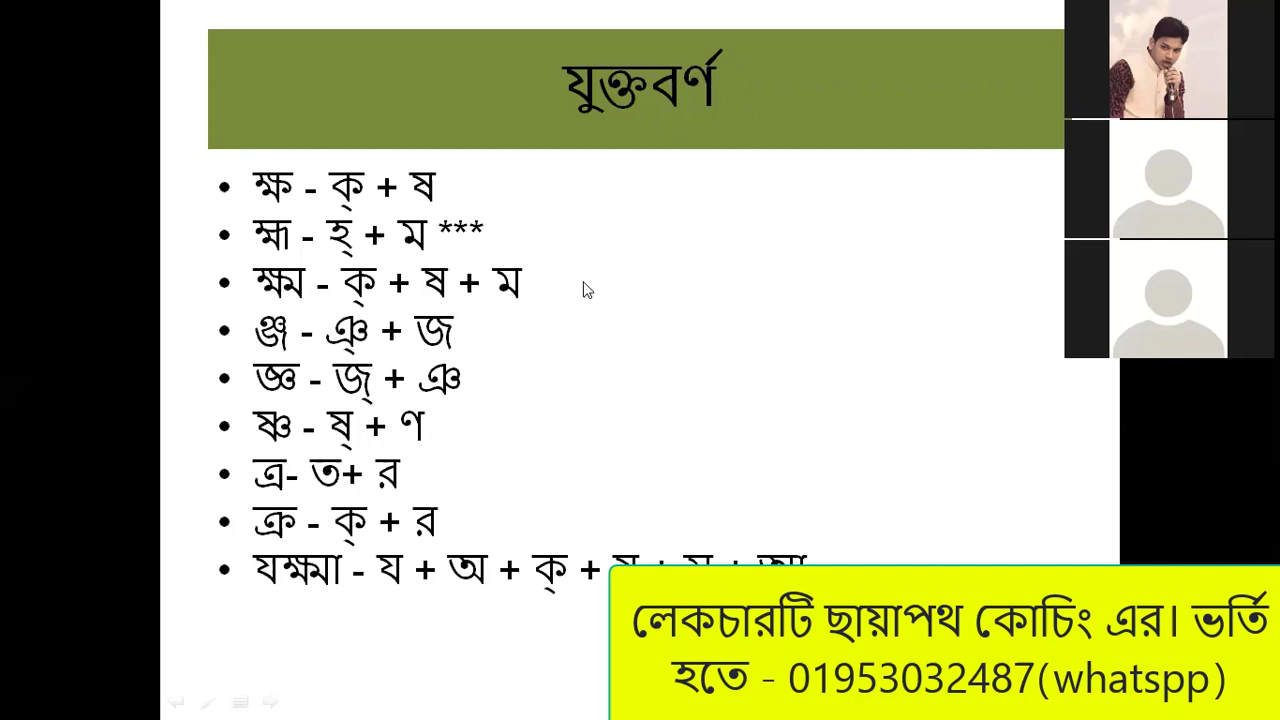 যুক্তবর্ণ
• ক্ষ - ক্ + ষ
• হ্ম - হ্ + ম ***
• ক্ষ্ম - ক্ + ষ + ম
• ঞ্জ - ঞ্ + জ
• জ্ঞ - জ্ + ঞ
• ষ্ণ - ষ্ + ণ
• ত্র- ত+ র
• ক্র - ক্ + র
• যক্ষ্মা - য + অ + ক্ +
লেকচারটি ছায়াপথ কোচিং এর। ভর্তি
হতে - 01953032487(whatspp)